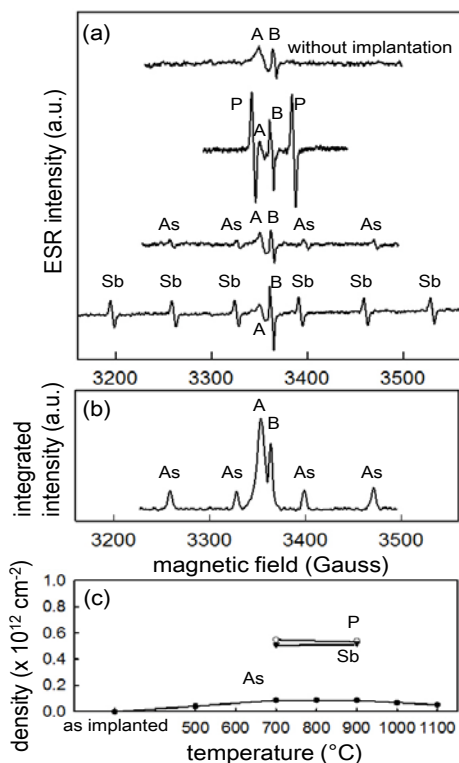 (a)
A B
without implantation
P P
A B
As As A B As As
Sb Sb Sb B Sb Sb Sb
A
ESR intensity (a.u.)
3200 3300 3400 3500
(b)
A
B
As As As As
integrated
intensity (a.u.)
3200 3300 3400 3500
magnetic field (Gauss)
(c)
1.0
0.8
0.6
0.4
0.2
0
P
Sb
As
density (x 10¹² cm⁻²)
as implanted 500 600 700 800 900 1000 1100
temperature (°C)